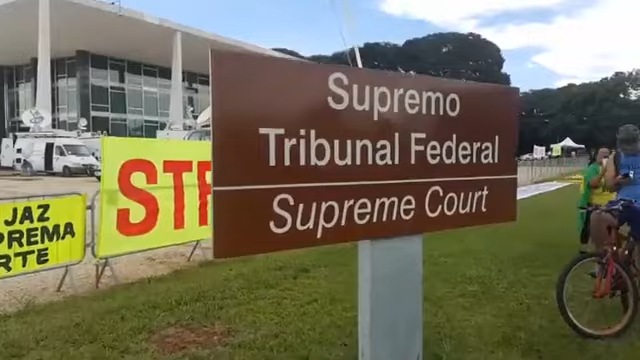 Supremo
Tribunal Federal
Supreme Court
STF
JAZ
PREMA
RTE